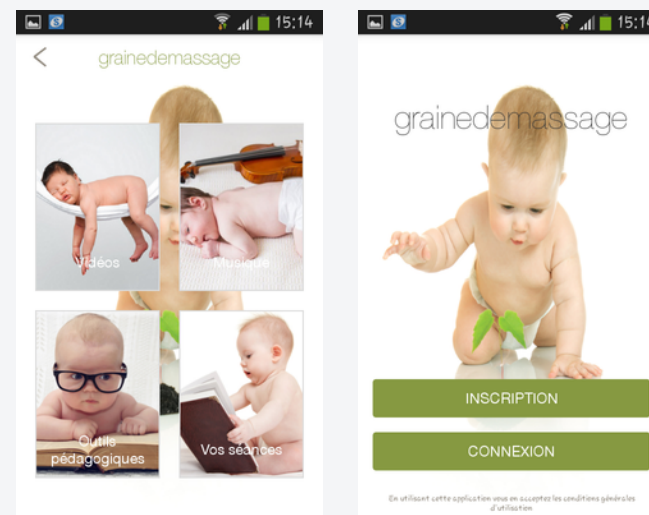 15:14
grainedemassage
Vidéos
Musique
Outils
pédagogiques
Vos séances
15:14
grainedemassage
INSCRIPTION
CONNEXION
En utilisant cette application vous en acceptez les conditions générales
d'utilisation